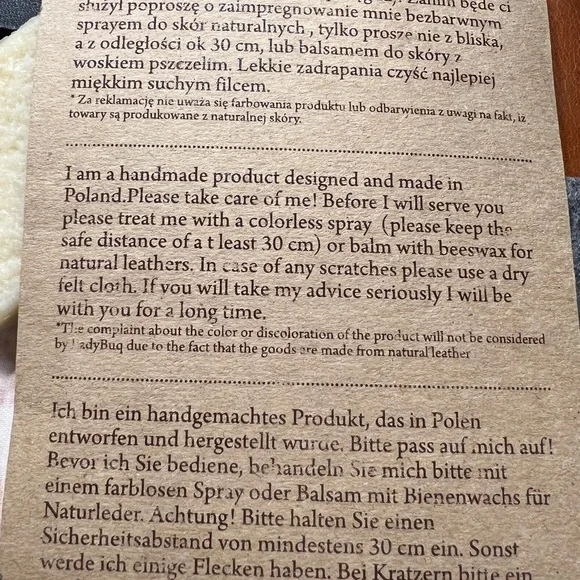 służył poproszę o zaimpregnowanie mnie bezbarwnym
sprayem do skór naturalnych , tylko prosze nie z bliska,
a z odległości ok 30 cm, lub balsamem do skóry z
woskiem pszczelim. Lekkie zadrapania czyść najlepiej
miękkim suchym filcem.
* Za reklamację nie uważa się farbowania produktu lub odbarwienia z uwagi na fakt, iż
towary są produkowane z naturalnej skóry.
I am a handmade product designed and made in
Poland.Please take care of me! Before I will serve you
please treat me with a colorless spray (please keep the
safe distance of a t least 30 cm) or balm with beeswax for
natural leathers. In case of any scratches please use a dry
felt cloth. If you will take my advice seriously I will be
with you for a long time.
*The complaint about the color or discoloration of the product will not be considered
by LadyBuq due to the fact that the goods are made from natural leather
Ich bin ein handgemachtes Produkt, das in Polen
entworfen und hergestellt wurde. Bitte pass auf mich auf!
Bevor ich Sie bediene, behandeln Sie mich bitte mit
einem farblosen Spray oder Balsam mit Bienenwachs für
Naturleder. Achtung! Bitte halten Sie einen
Sicherheitsabstand von mindestens 30 cm ein. Sonst
werde ich einige Flecken haben. Bei Kratzern bitte ein